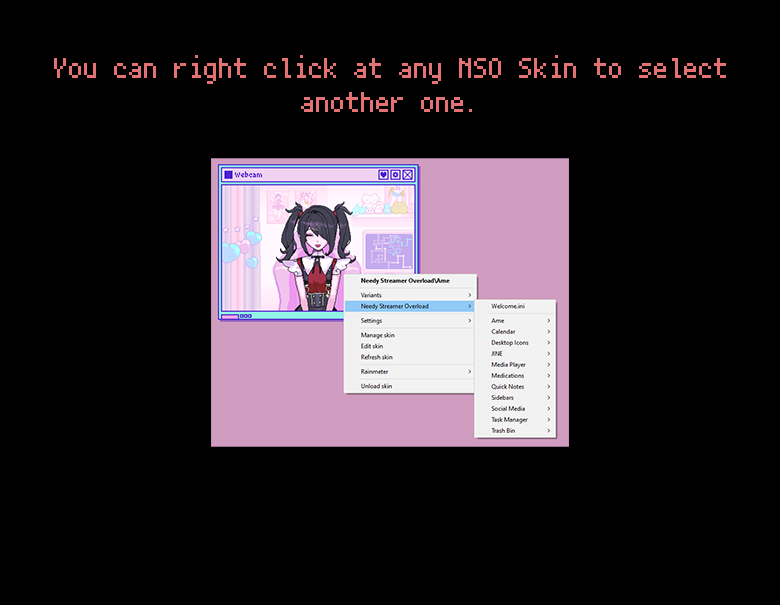 You can right click at any NSO Skin to select
another one.
Webcam
Needy Streamer Overload\Ame
Variants
Needy Streamer Overload
Settings
Manage skin
Edit skin
Refresh skin
Rainmeter
Unload skin
Welcome.ini
Ame
Calendar
Desktop Icons
JINE
Media Player
Medications
Quick Notes
Sidebars
Social Media
Task Manager
Trash Bin